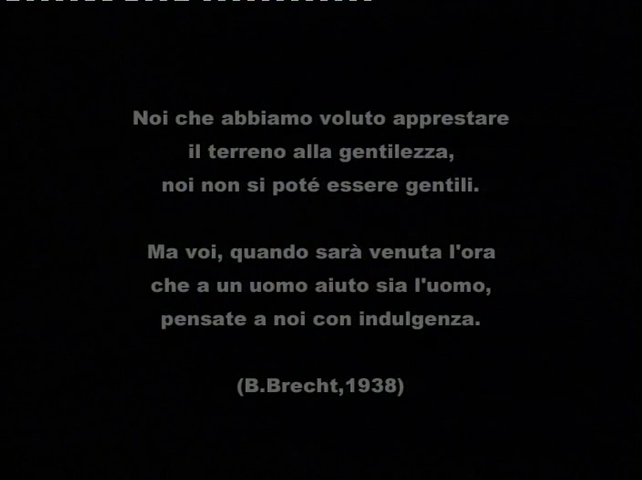 Noi che abbiamo voluto apprestare
il terreno alla gentilezza,
noi non si poté essere gentili.
Ma voi, quando sarà venuta l'ora
che a un uomo aiuto sia l'uomo,
pensate a noi con indulgenza.
(B.Brecht,1938)